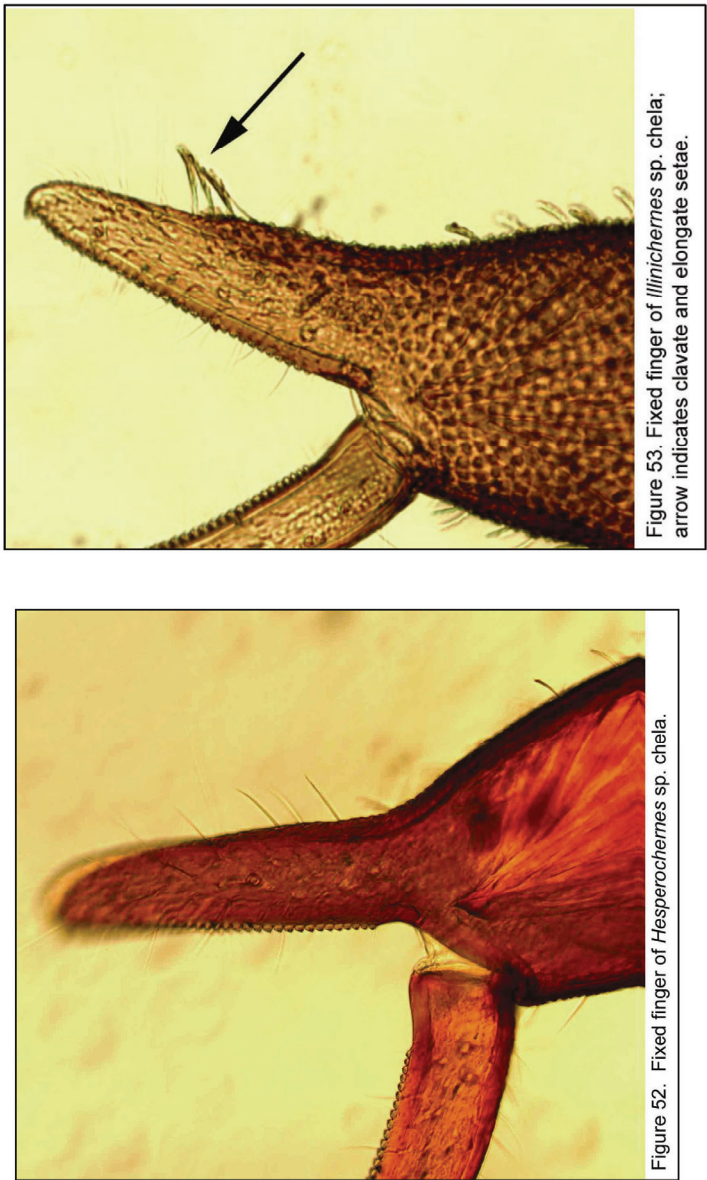 Figure 52.  Fixed finger of Hesperochernes sp. chela.
Figure 53. Fixed finger of Illinichernes sp. chela;
arrow indicates clavate and elongate setae.